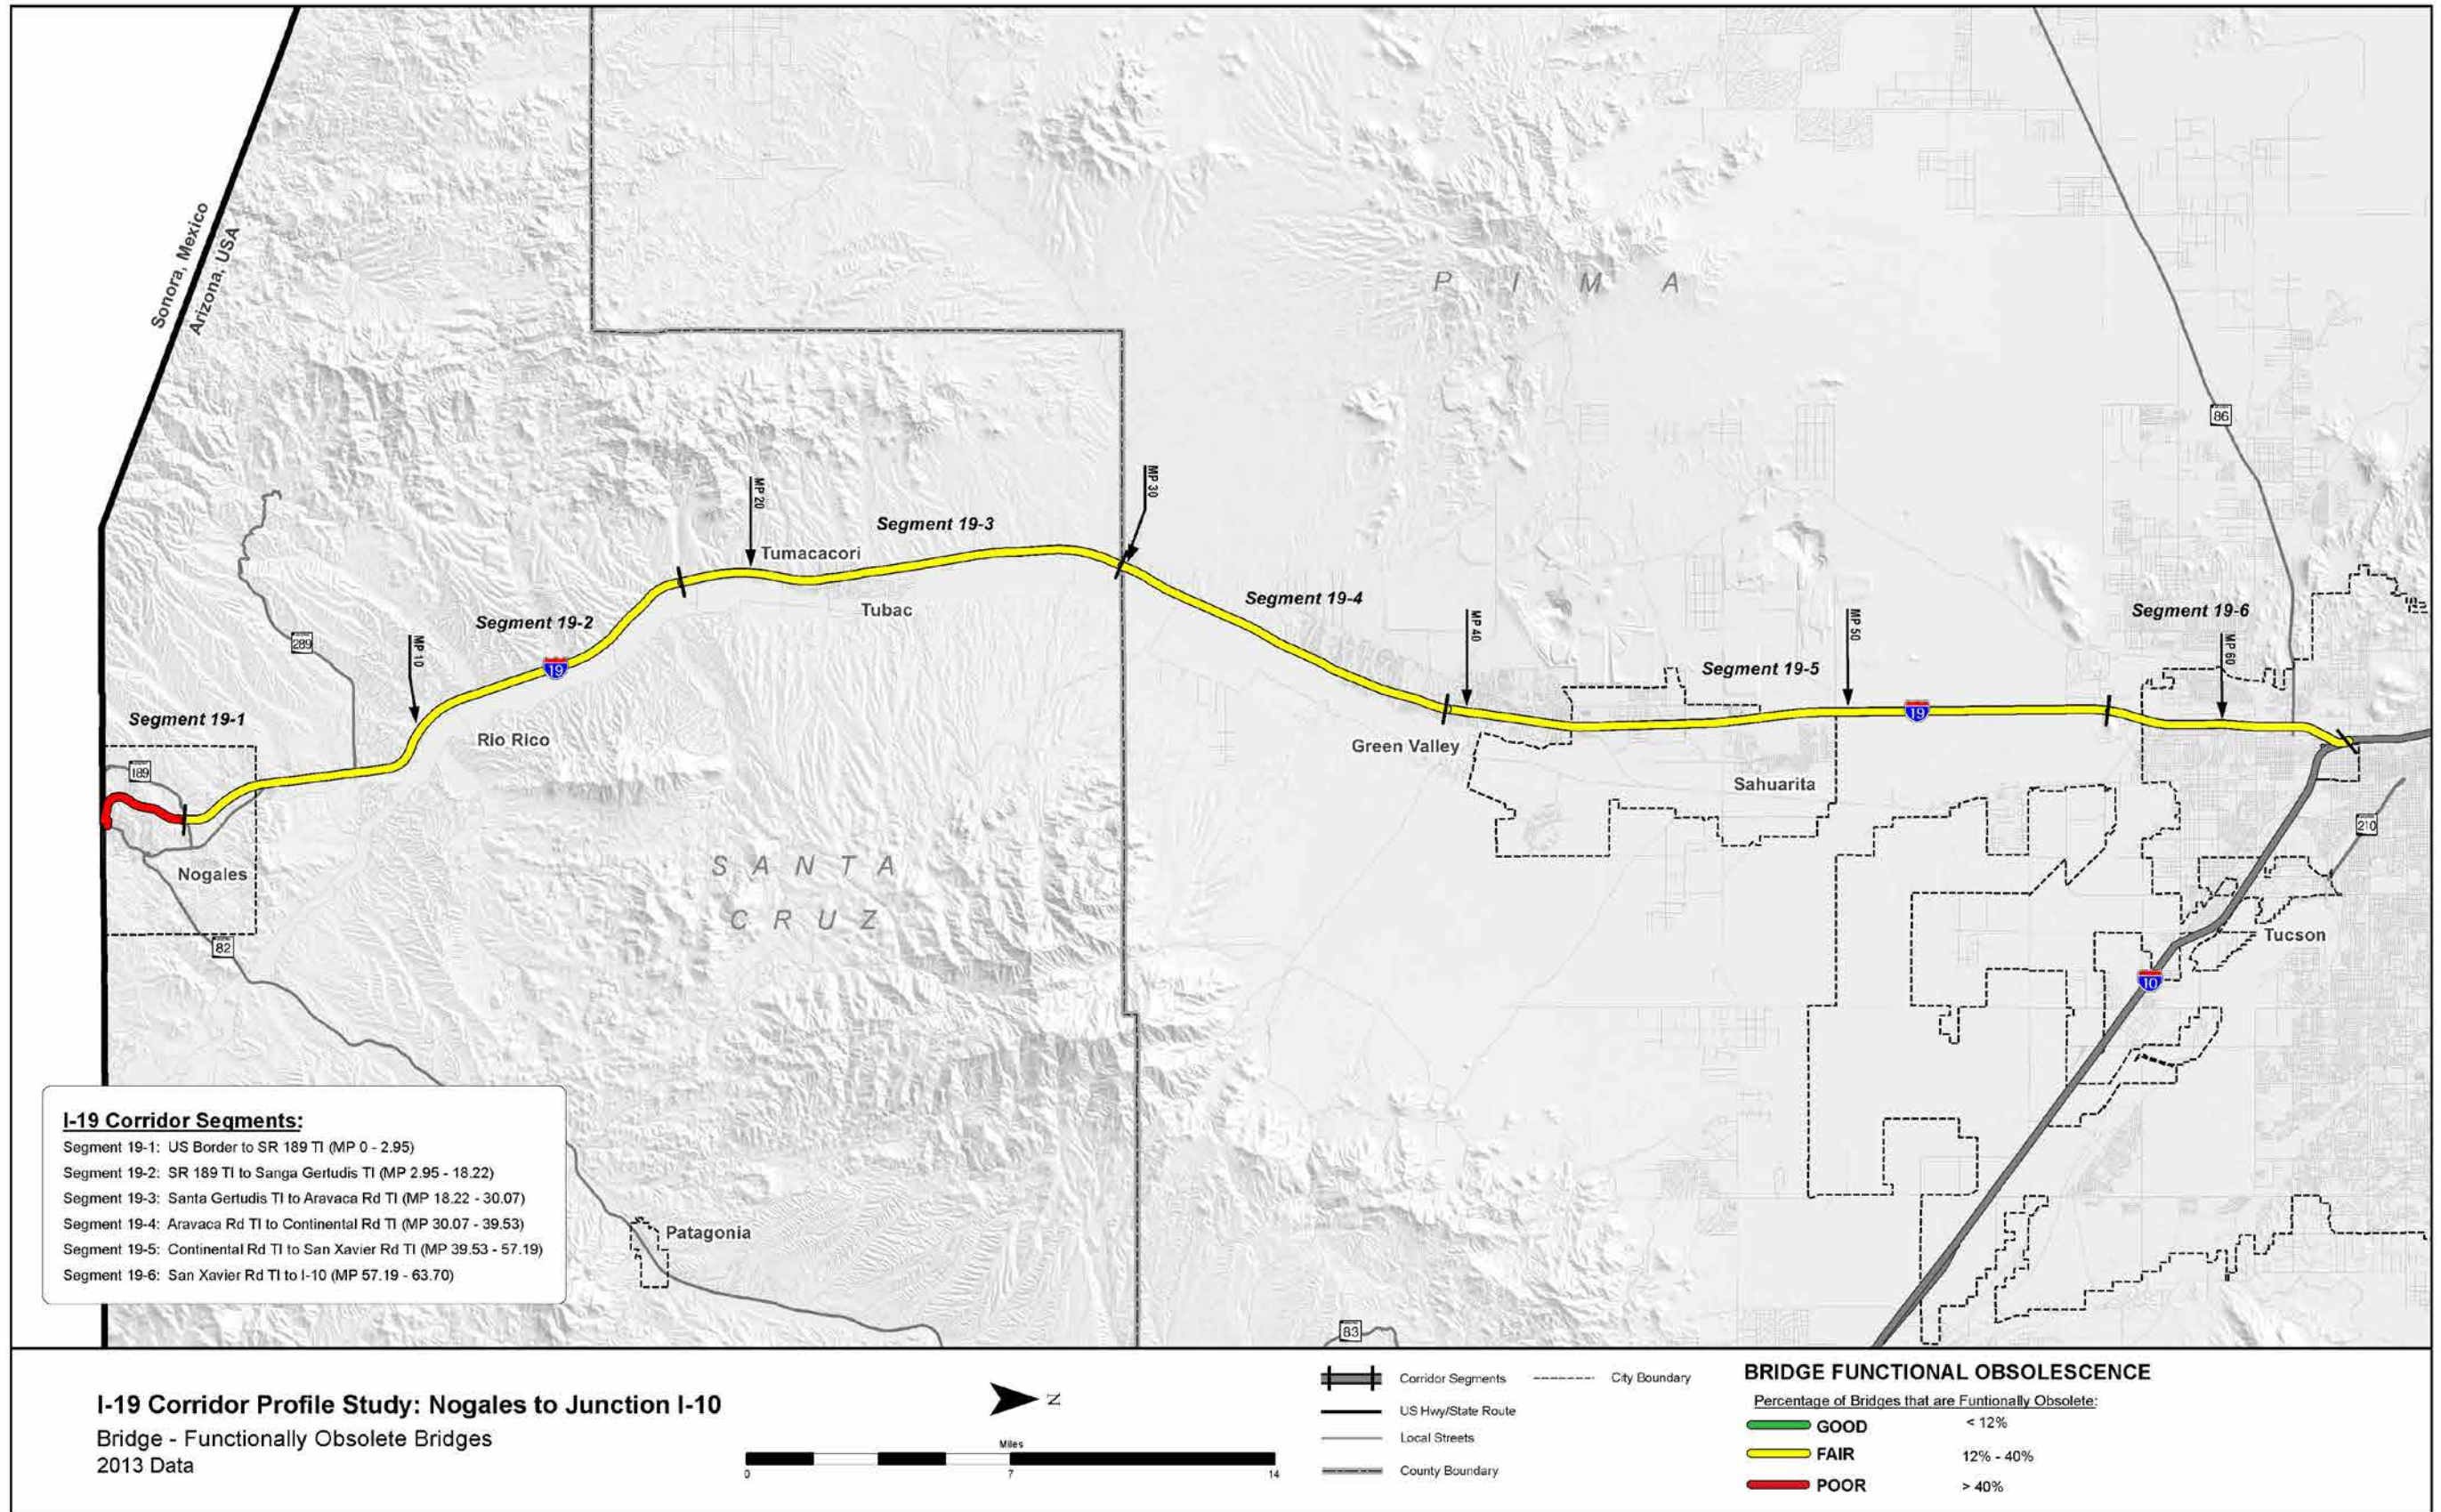 Sonora, Mexico
Arizona, USA
P I M A
86
MP 30
MP 20
Segment 19-3
Tumacacori
Tubac
Segment 19-4
Segment 19-2
MP 10
19
289
MP 40
MP 50
Segment 19-6
MP 60
Segment 19-5
19
Segment 19-1
Rio Rico
Green Valley
189
Sahuarita
210
Nogales
SANTA
CRUZ
82
Tucson
10
Patagonia
83
I-19 Corridor Segments:
Segment 19-1: US Border to SR 189 TI (MP 0 - 2.95)
Segment 19-2: SR 189 TI to Sanga Gertudis TI (MP 2.95 - 18.22)
Segment 19-3: Santa Gertudis TI to Aravaca Rd TI (MP 18.22 - 30.07)
Segment 19-4: Aravaca Rd TI to Continental Rd TI (MP 30.07 - 39.53)
Segment 19-5: Continental Rd TI to San Xavier Rd TI (MP 39.53 - 57.19)
Segment 19-6: San Xavier Rd TI to I-10 (MP 57.19 - 63.70)
I-19 Corridor Profile Study: Nogales to Junction I-10
Bridge - Functionally Obsolete Bridges
2013 Data
N
Miles
0 7 14
Corridor Segments
City Boundary
US Hwy/State Route
Local Streets
County Boundary
BRIDGE FUNCTIONAL OBSOLESCENCE
Percentage of Bridges that are Funtionally Obsolete:
GOOD < 12%
FAIR 12% - 40%
POOR > 40%